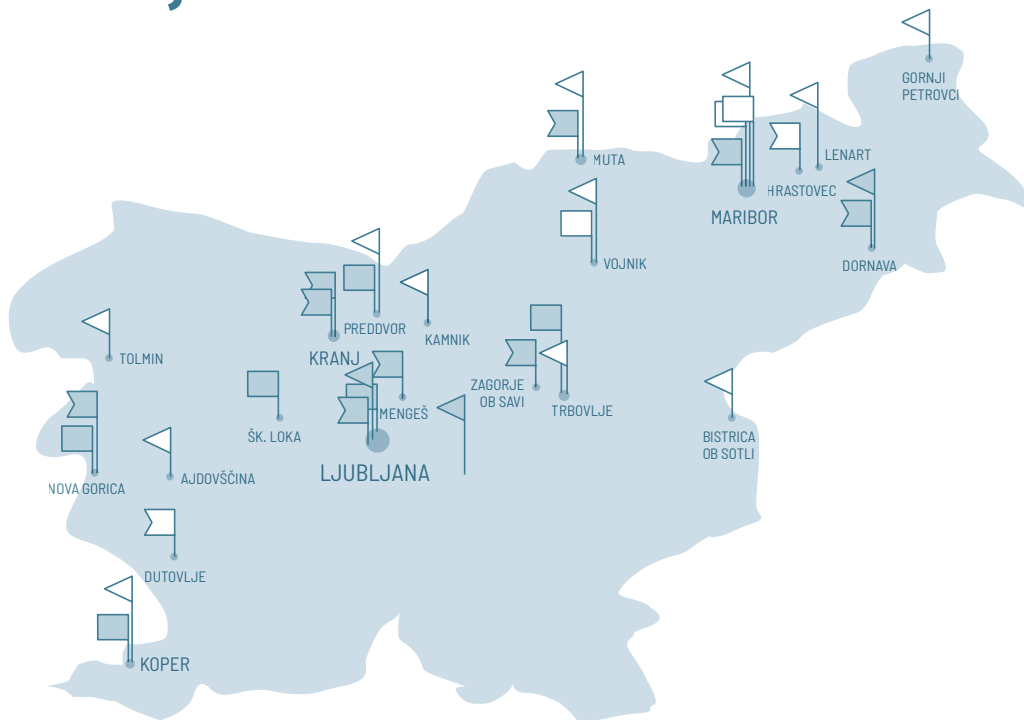 GORNJI
PETROVCI
MUTA
LENART
HRASTOVEC
MARIBOR
VOJNIK
DORNAVA
PREDDVOR
KAMNIK
KRANJ
TOLMIN
ZAGORJE
OB SAVI
TRBOVLJE
MENGEŠ
ŠK. LOKA
BISTRICA
OB SOTLI
LJUBLJANA
AJDOVŠČINA
NOVA GORICA
DUTOVLJE
KOPER